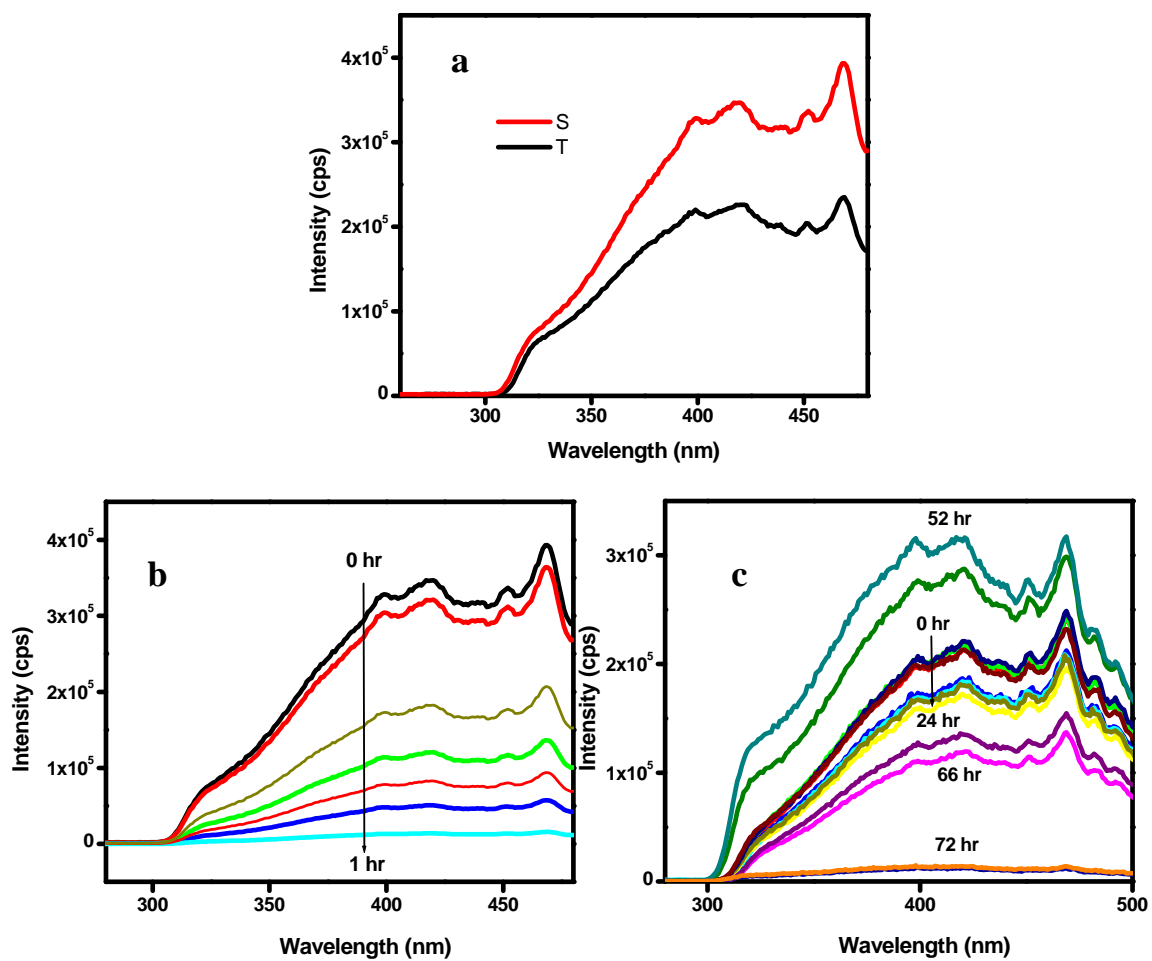 a
S
T
4x10⁵
3x10⁵
2x10⁵
1x10⁵
0
300 350 400 450
Intensity (cps)
Wavelength (nm)
b
0 hr
1 hr
4x10⁵
3x10⁵
2x10⁵
1x10⁵
0
300 350 400 450
Intensity (cps)
Wavelength (nm)
c
52 hr
0 hr
24 hr
66 hr
72 hr
3x10⁵
2x10⁵
1x10⁵
0
300 400 500
Intensity (cps)
Wavelength (nm)